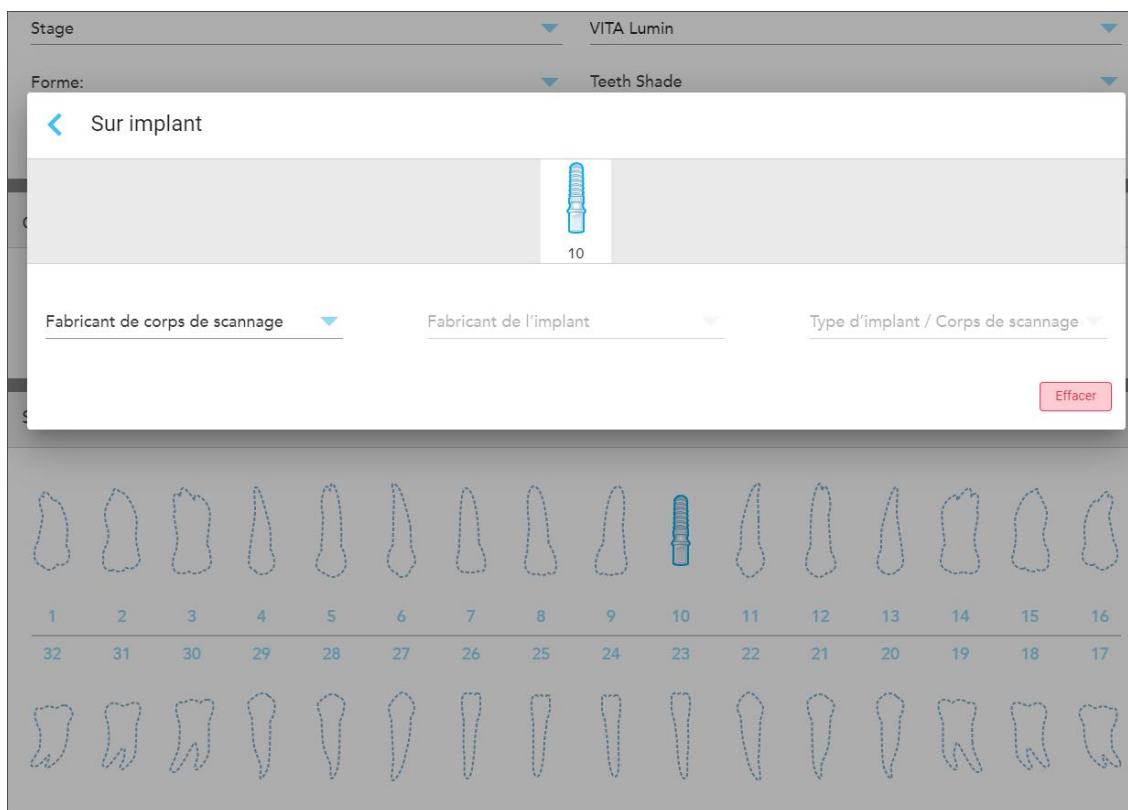 Stage VITA Lumin
Forme: Teeth Shade
Sur implant
10
Fabricant de corps de scannage Fabricant de l'implant Type d'implant / Corps de scannage
Effacer
1 2 3 4 5 6 7 8 9 10 11 12 13 14 15 16
32 31 30 29 28 27 26 25 24 23 22 21 20 19 18 17